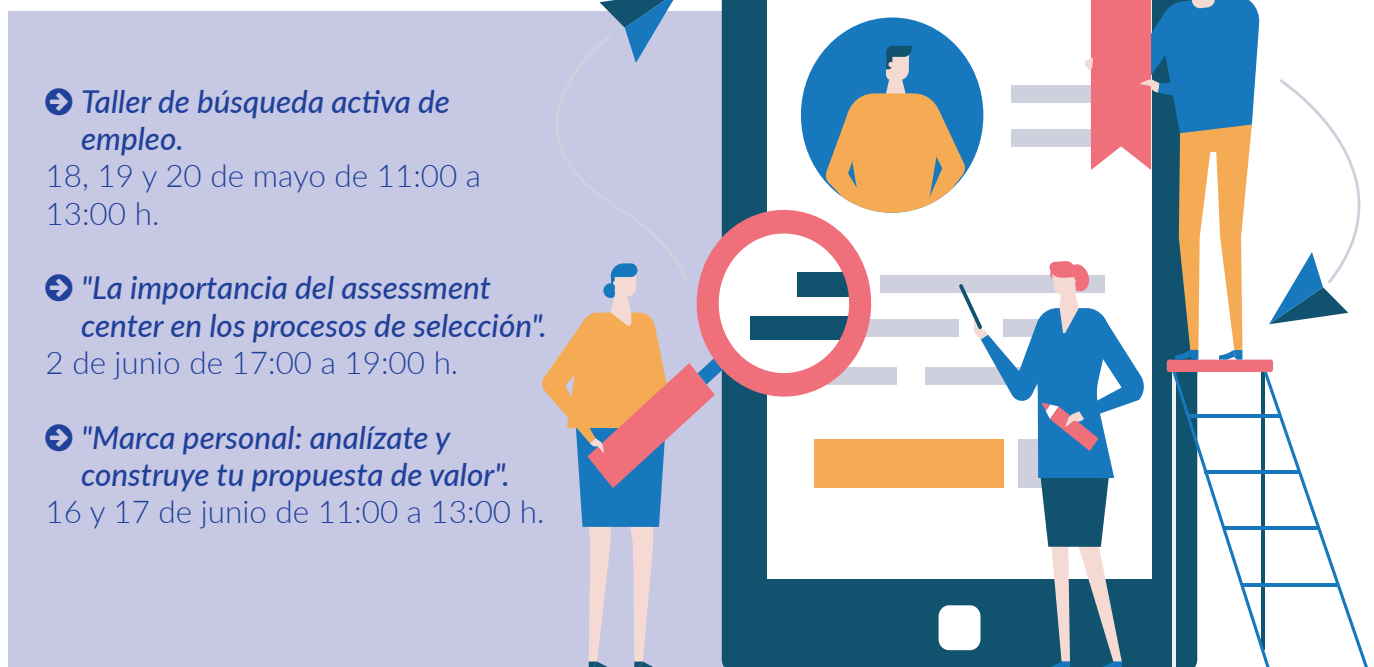 Taller de búsqueda activa de
empleo.
18, 19 y 20 de mayo de 11:00 a
13:00 h.
"La importancia del assessment
center en los procesos de selección".
2 de junio de 17:00 a 19:00 h.
"Marca personal: analízate y
construye tu propuesta de valor".
16 y 17 de junio de 11:00 a 13:00 h.